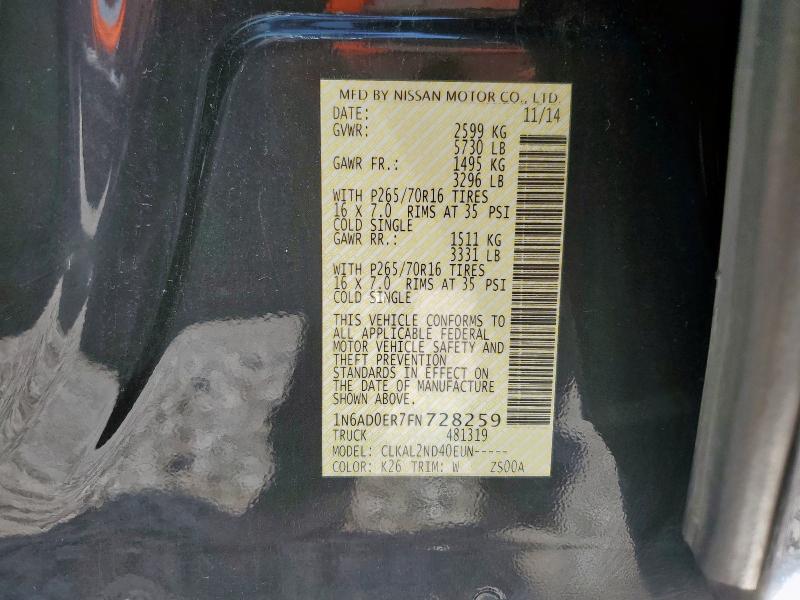 MFD BY NISSAN MOTOR CO., LTD.
DATE: 11/14
GVWR: 2599 KG
5730 LB
GAWR FR.: 1495 KG
3296 LB
WITH P265/70R16 TIRES
16 X 7.0 RIMS AT 35 PSI
COLD SINGLE
GAWR RR.: 1511 KG
3331 LB
WITH P265/70R16 TIRES
16 X 7.0 RIMS AT 35 PSI
COLD SINGLE
THIS VEHICLE CONFORMS TO
ALL APPLICABLE FEDERAL
MOTOR VEHICLE SAFETY AND
THEFT PREVENTION
STANDARDS IN EFFECT ON
THE DATE OF MANUFACTURE
SHOWN ABOVE.
1N6AD0ER7FN728259
TRUCK 481319
MODEL: CLKAL2ND40EUN-----
COLOR: K26 TRIM: W ZS00A